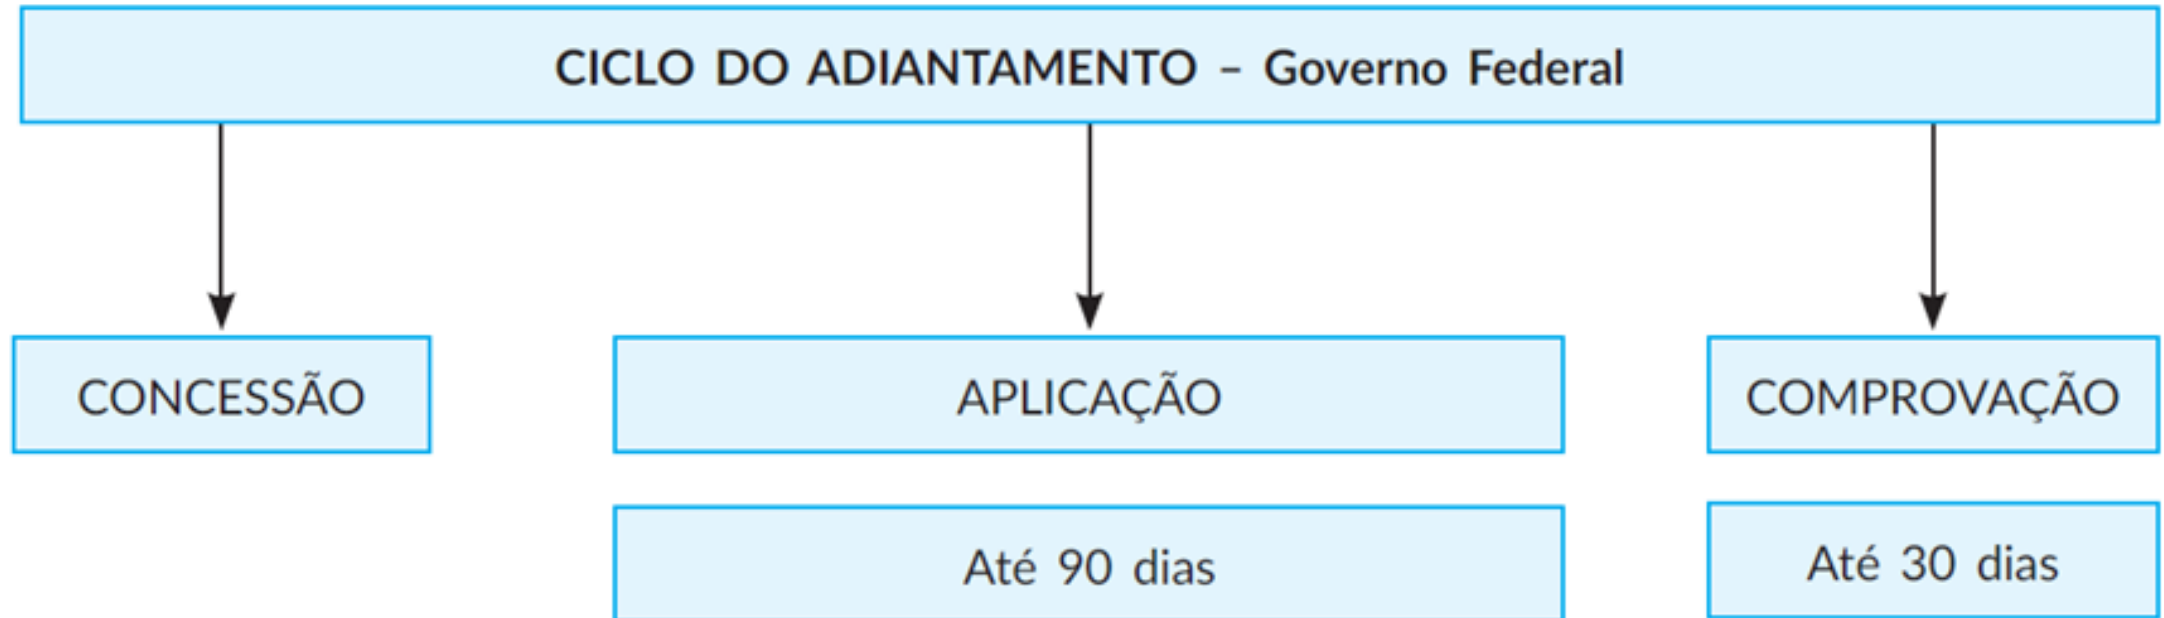 CICLO DO ADIANTAMENTO – Governo Federal
CONCESSÃO
APLICAÇÃO
COMPROVAÇÃO
Até 90 dias
Até 30 dias